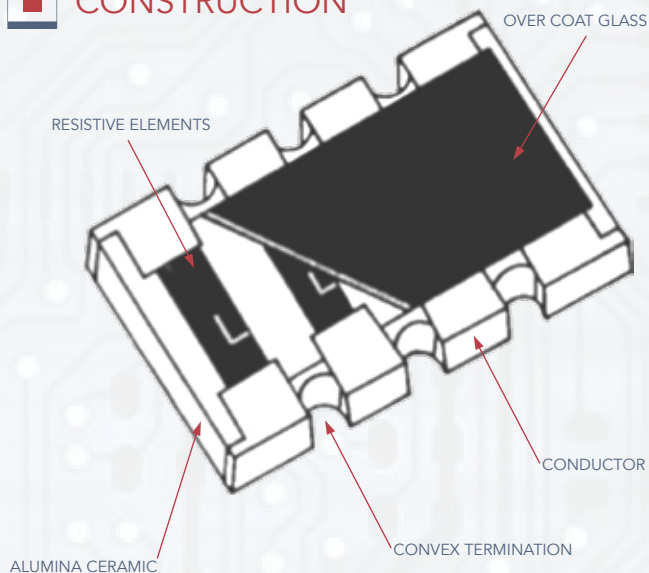 CONSTRUCTION
OVER COAT GLASS
RESISTIVE ELEMENTS
CONDUCTOR
CONVEX TERMINATION
ALUMINA CERAMIC